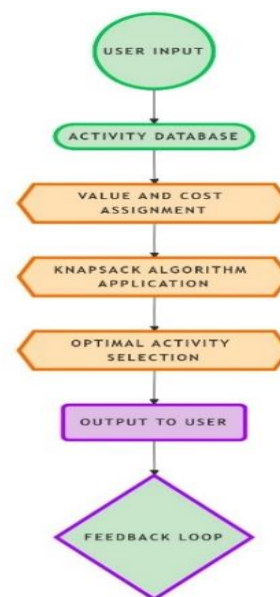 USER INPUT
ACTIVITY DATABASE
VALUE AND COST
ASSIGNMENT
KNAPSACK ALGORITHM
APPLICATION
OPTIMAL ACTIVITY
SELECTION
OUTPUT TO USER
FEEDBACK LOOP